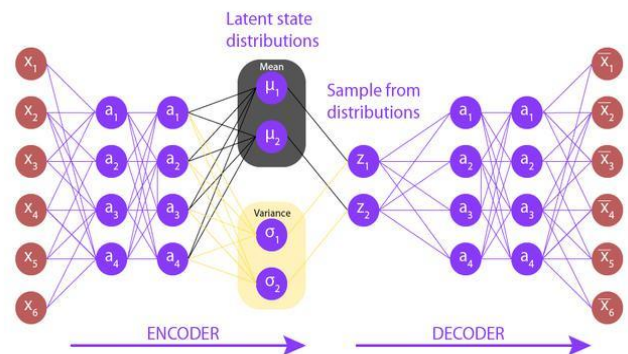 Latent state
distributions
Mean
μ1
μ2
Variance
σ1
σ2
Sample from
distributions
z1
z2
x1
x2
x3
x4
x5
x6
a1
a2
a3
a4
a1
a2
a3
a4
a1
a2
a3
a4
a1
a2
a3
a4
x̅1
x̅2
x̅3
x̅4
x̅5
x̅6
ENCODER
DECODER